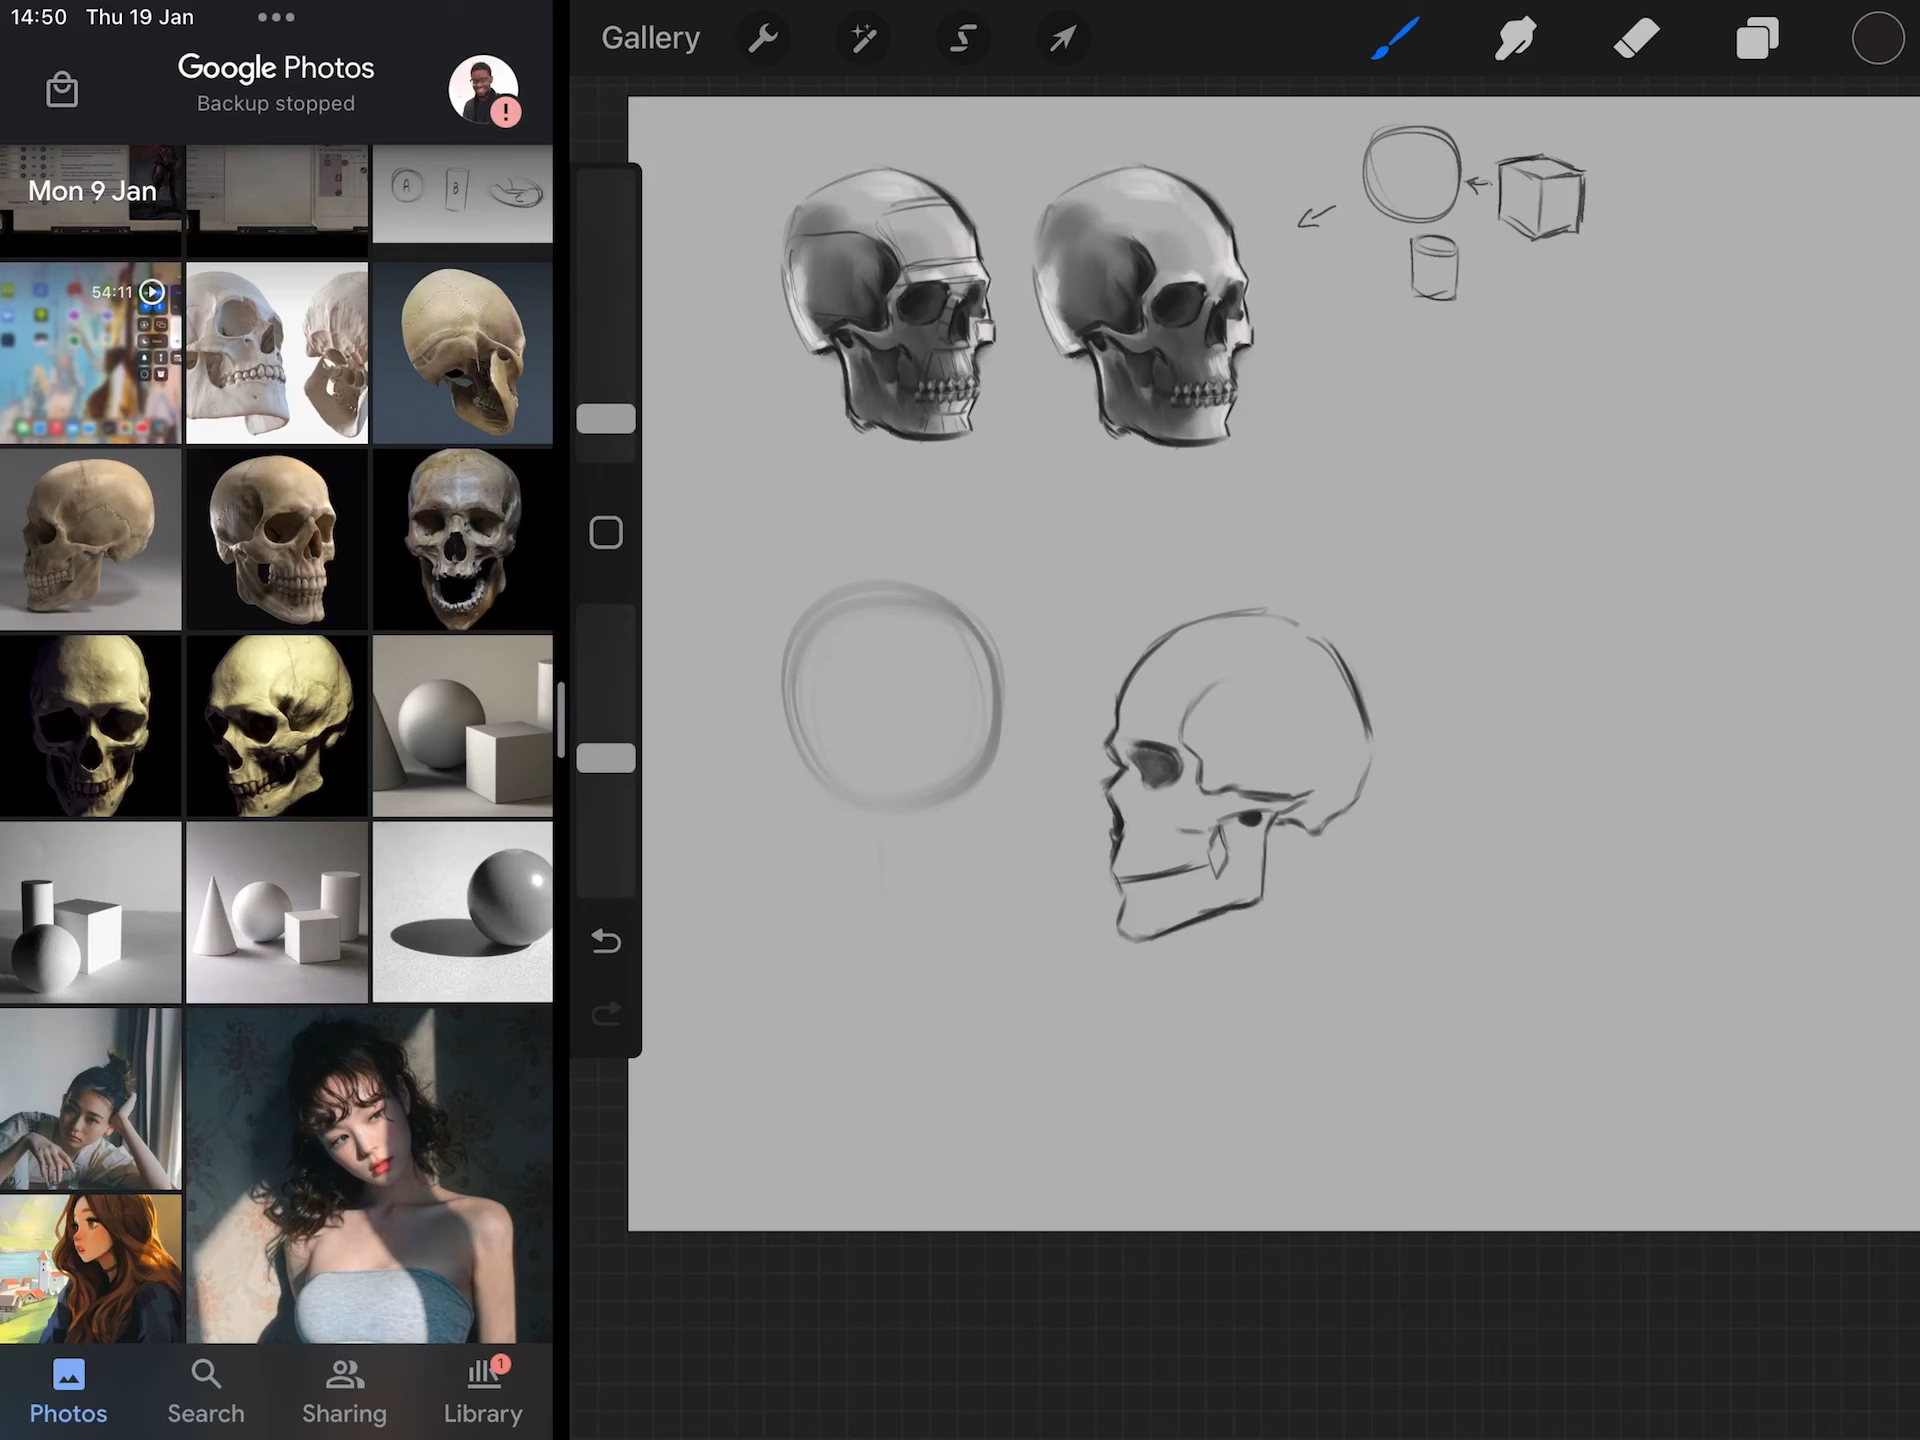 14:50 Thu 19 Jan
Google Photos
Backup stopped
!
Mon 9 Jan
A B
54:11
Photos
Search
Sharing
Library
1
Gallery